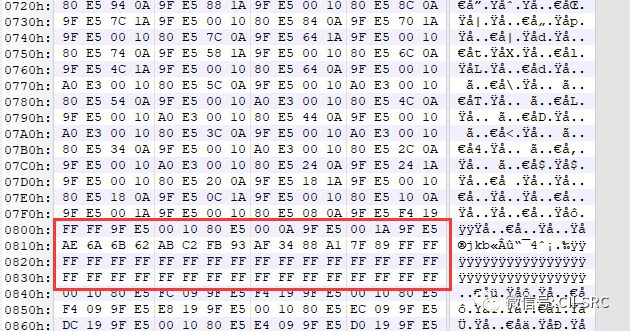 0720h: 80 E5 94 0A 9F E5 88 1A 9F E5 00 10 80 E5 8C 0A €å”.Ÿåˆ.Ÿå..€åŒ.
0730h: 9F E5 7C 1A 9F E5 00 10 80 E5 84 0A 9F E5 70 1A Ÿå|.Ÿå..€å„.Ÿåp.
0740h: 9F E5 00 10 80 E5 7C 0A 9F E5 64 1A 9F E5 00 10 Ÿå..€å|.Ÿåd.Ÿå..
0750h: 80 E5 74 0A 9F E5 58 1A 9F E5 00 10 80 E5 6C 0A €åt.ŸåX.Ÿå..€ål.
0760h: 9F E5 4C 1A 9F E5 00 10 80 E5 64 0A 9F E5 00 10 ŸåL.Ÿå..€åd.Ÿå..
0770h: A0 E3 00 10 80 E5 5C 0A 9F E5 00 10 A0 E3 00 10  ã..€å\.Ÿå.. ã..
0780h: 80 E5 54 0A 9F E5 00 10 A0 E3 00 10 80 E5 4C 0A €åT.Ÿå.. ã..€åL.
0790h: 9F E5 00 10 A0 E3 00 10 80 E5 44 0A 9F E5 00 10 Ÿå.. ã..€åD.Ÿå..
07A0h: A0 E3 00 10 80 E5 3C 0A 9F E5 00 10 A0 E3 00 10  ã..€å<.Ÿå.. ã..
07B0h: 80 E5 34 0A 9F E5 00 10 A0 E3 00 10 80 E5 2C 0A €å4.Ÿå.. ã..€å,.
07C0h: 9F E5 00 10 A0 E3 00 10 80 E5 24 0A 9F E5 24 1A Ÿå.. ã..€å$.Ÿå$.
07D0h: 9F E5 00 10 80 E5 20 0A 9F E5 18 1A 9F E5 00 10 Ÿå..€å .Ÿå..Ÿå..
07E0h: 80 E5 18 0A 9F E5 0C 1A 9F E5 00 10 80 E5 10 0A €å..Ÿå..Ÿå..€å..
07F0h: 9F E5 00 1A 9F E5 00 10 80 E5 08 0A 9F E5 F4 19 Ÿå..Ÿå..€å..Ÿåô.
0800h: FF FF 9F E5 00 10 80 E5 00 0A 9F E5 00 1A 9F E5 ÿÿŸå..€å..Ÿå..Ÿå
0810h: AE 6A 6B 62 AB C2 FB 93 AF 34 88 A1 7F 89 FF FF ®jkb«Âû“¯4ˆ¡.‰ÿÿ
0820h: FF FF FF FF FF FF FF FF FF FF FF FF FF FF FF FF ÿÿÿÿÿÿÿÿÿÿÿÿÿÿÿÿ
0830h: FF FF FF FF FF FF FF FF FF FF FF FF FF FF FF FF ÿÿÿÿÿÿÿÿÿÿÿÿÿÿÿÿ
0840h: 00 10 80 E5 FC 09 9F E5 F4 19 9F E5 00 10 80 E5 ..€åü.Ÿåô.Ÿå..€å
0850h: F4 09 9F E5 E8 19 9F E5 00 10 80 E5 EC 09 9F E5
0860h: DC 19 9F E5 00 10 80 E5 E4 09 9F E5 D0 19 9F E5
微信号: CII-SRC